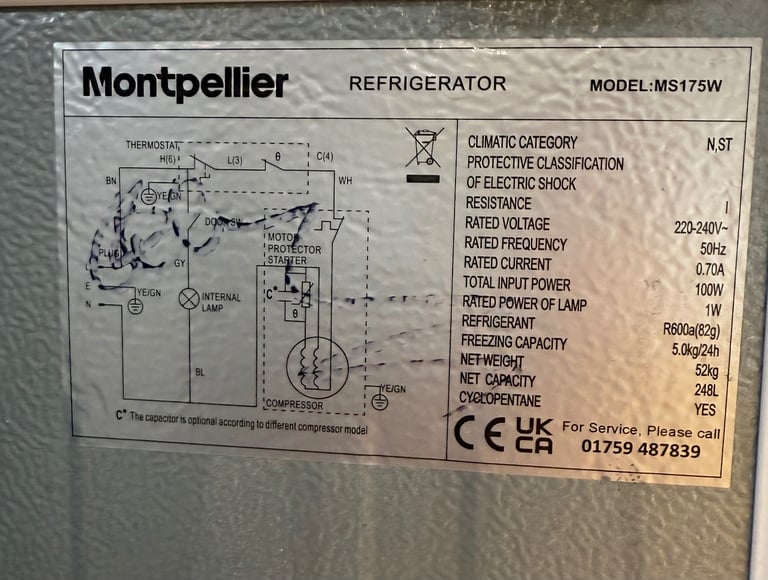 Montpellier REFRIGERATOR MODEL:MS175W
THERMOSTAT
H(6) L(3) θ C(4)
BN WH
YE/GN
DOOR SW
MOTOR
PROTECTOR
STARTER
PLUG
L GY
E
YE/GN
N
INTERNAL
LAMP
C*
θ
BL
YE/GN
COMPRESSOR
C* The capacitor is optional according to different compressor model
CLIMATIC CATEGORY N,ST
PROTECTIVE CLASSIFICATION
OF ELECTRIC SHOCK
RESISTANCE I
RATED VOLTAGE 220-240V~
RATED FREQUENCY 50Hz
RATED CURRENT 0.70A
TOTAL INPUT POWER 100W
RATED POWER OF LAMP 1W
REFRIGERANT R600a(82g)
FREEZING CAPACITY 5.0kg/24h
NET WEIGHT 52kg
NET CAPACITY 248L
CYCLOPENTANE YES
CE UK
CA
For Service, Please call
01759 487839